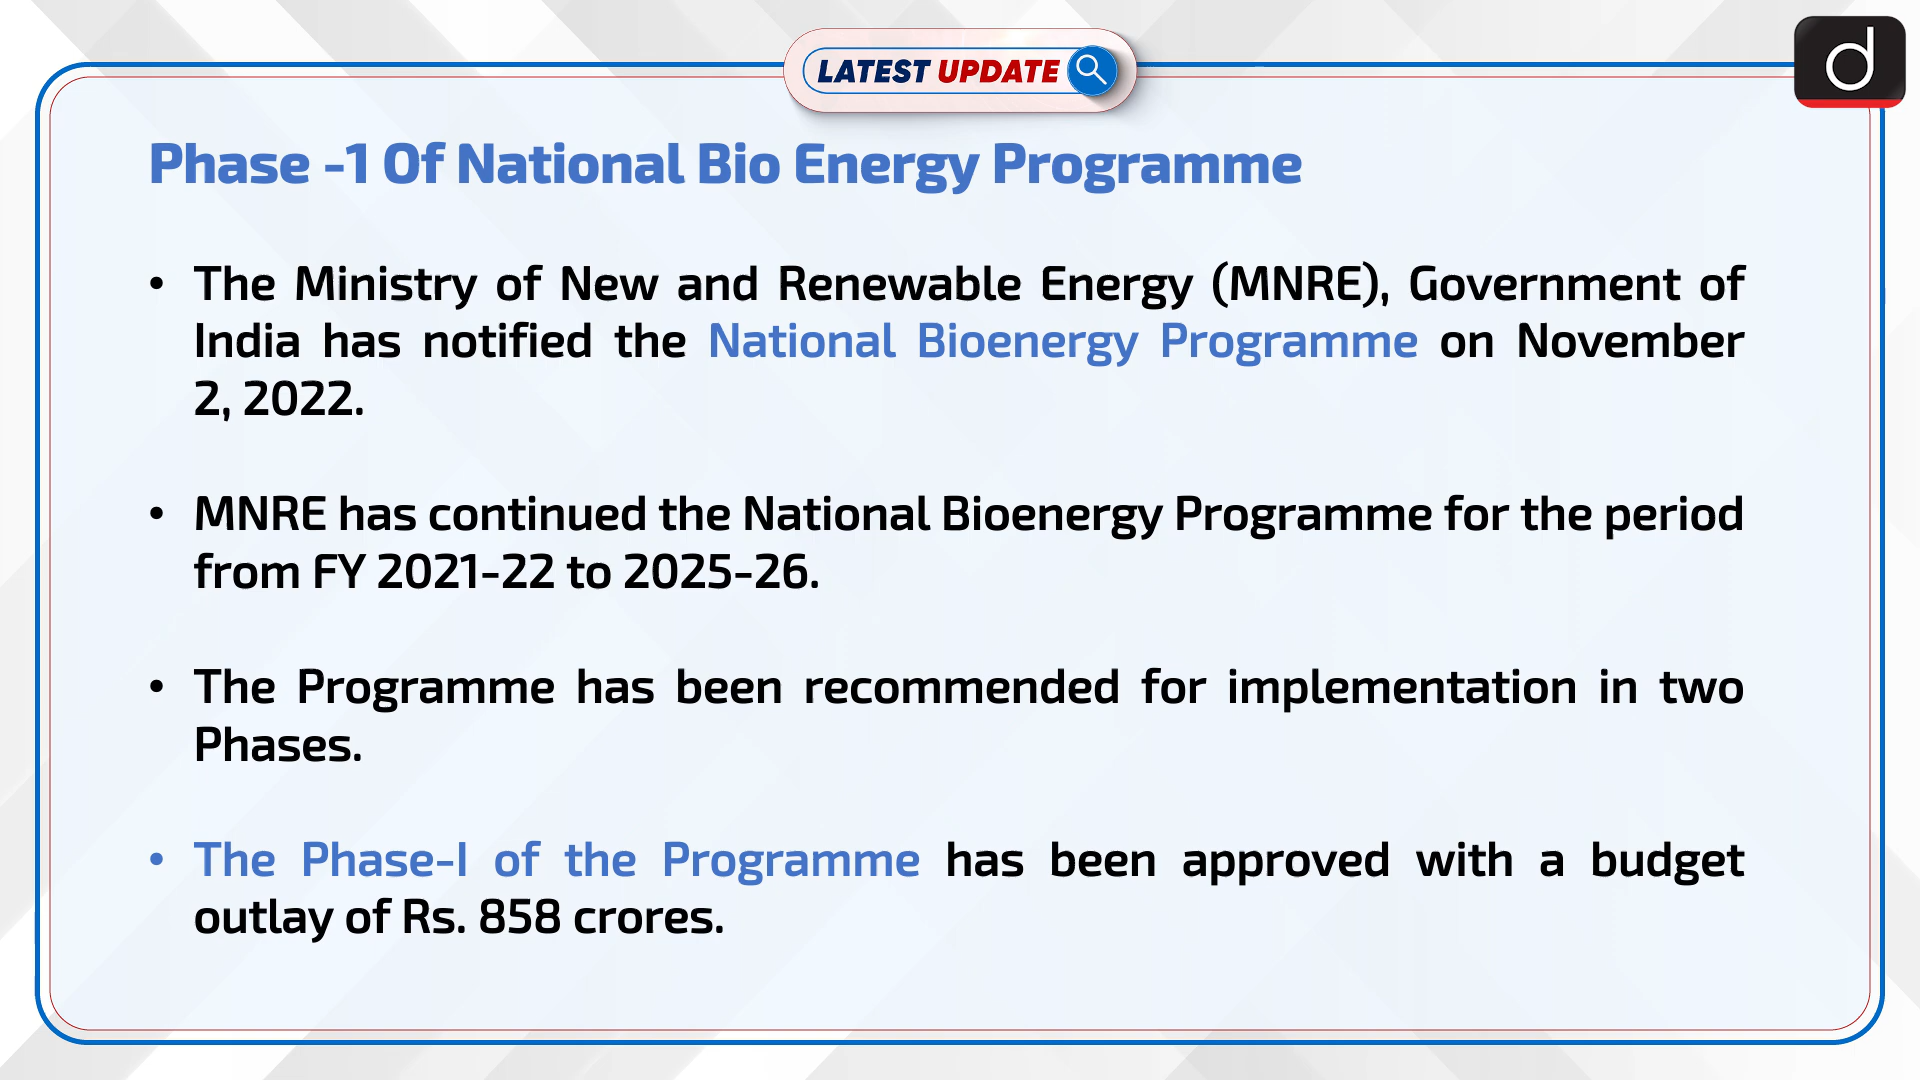 LATEST UPDATE
d
Phase -1 Of National Bio Energy Programme
• The Ministry of New and Renewable Energy (MNRE), Government of
India has notified the National Bioenergy Programme on November
2, 2022.
• MNRE has continued the National Bioenergy Programme for the period
from FY 2021-22 to 2025-26.
• The Programme has been recommended for implementation in two
Phases.
• The Phase-I of the Programme has been approved with a budget
outlay of Rs. 858 crores.